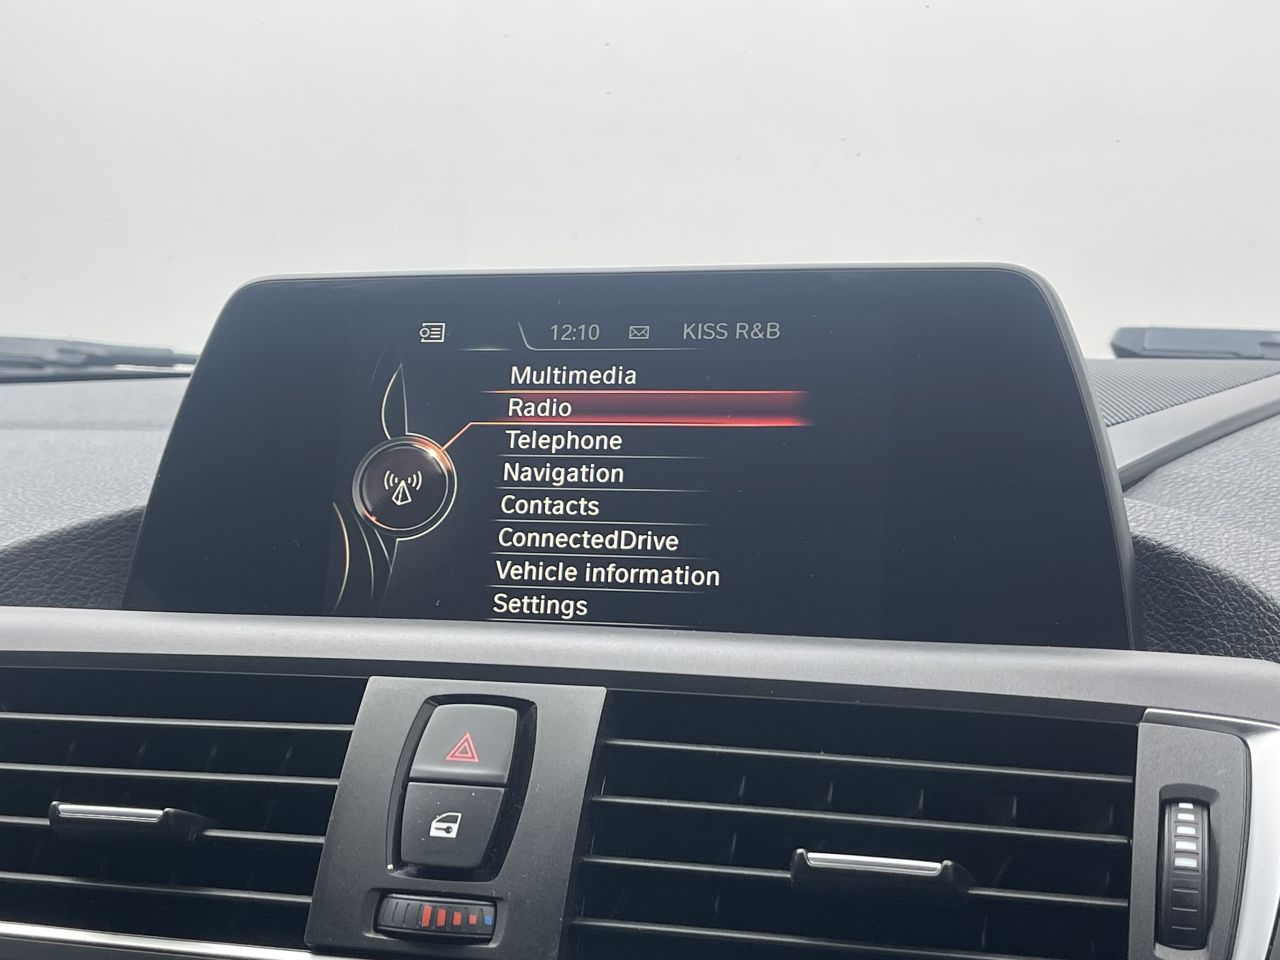 12:10 KISS R&B
Multimedia
Radio
Telephone
Navigation
Contacts
ConnectedDrive
Vehicle information
Settings